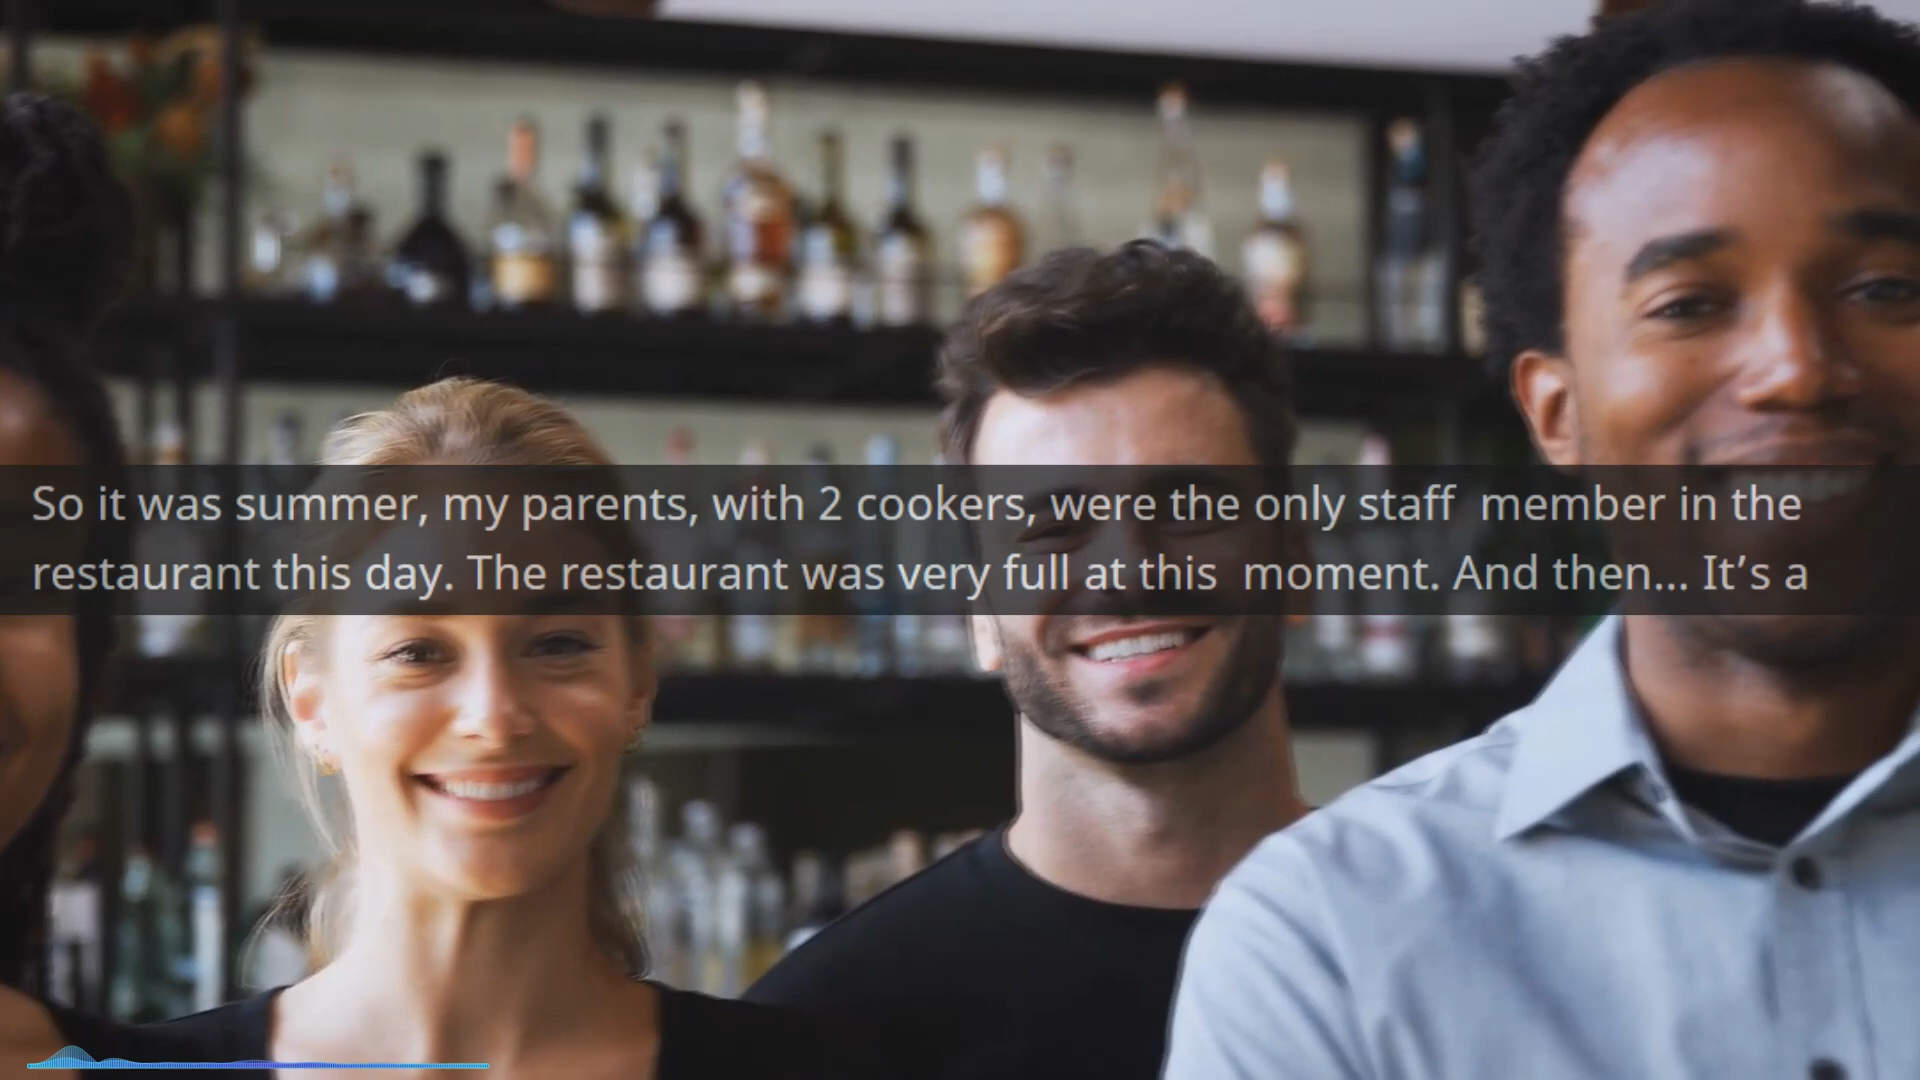 So it was summer, my parents, with 2 cookers, were the only staff  member in the
restaurant this day. The restaurant was very full at this  moment. And then... It’s a